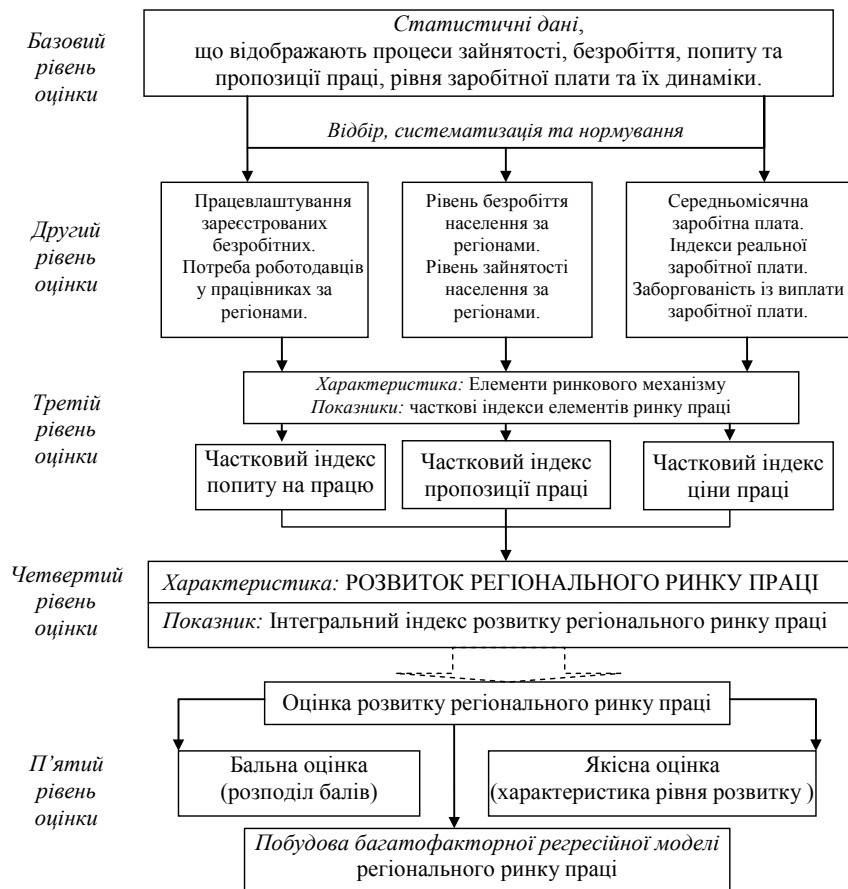 Базовий
рівень
оцінки
Статистичні дані,
що відображають процеси зайнятості, безробіття, попиту та
пропозиції праці, рівня заробітної плати та їх динаміки.
Відбір, систематизація та нормування
Другий
рівень
оцінки
Працевлаштування
зареєстрованих
безробітних.
Потреба роботодавців
у працівниках за
регіонами.
Рівень безробіття
населення за
регіонами.
Рівень зайнятості
населення за
регіонами.
Середньомісячна
заробітна плата.
Індекси реальної
заробітної плати.
Заборгованість із виплати
заробітної плати.
Третій
рівень
оцінки
Характеристика: Елементи ринкового механізму
Показники: часткові індекси елементів ринку праці
Частковий індекс
попиту на працю
Частковий індекс
пропозиції праці
Частковий індекс
ціни праці
Четвертий
рівень
оцінки
Характеристика: РОЗВИТОК РЕГІОНАЛЬНОГО РИНКУ ПРАЦІ
Показник: Інтегральний індекс розвитку регіонального ринку праці
Оцінка розвитку регіонального ринку праці
П’ятий
рівень
оцінки
Бальна оцінка
(розподіл балів)
Якісна оцінка
(характеристика рівня розвитку )
Побудова багатофакторної регресійної моделі
регіонального ринку праці